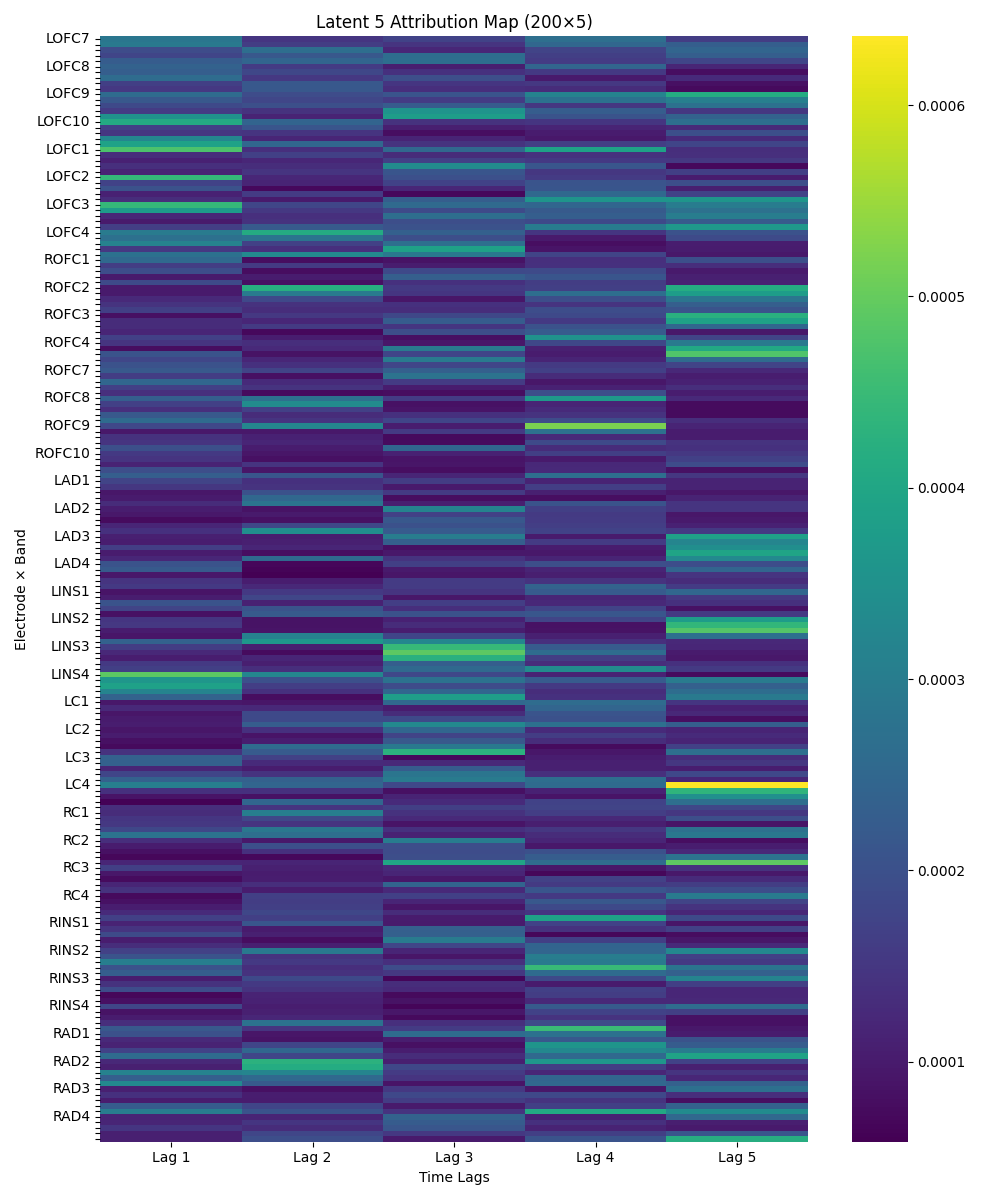 Latent 5 Attribution Map (200×5)
LOFC7
LOFC8
LOFC9
LOFC10
LOFC1
LOFC2
LOFC3
LOFC4
ROFC1
ROFC2
ROFC3
ROFC4
ROFC7
ROFC8
ROFC9
ROFC10
LAD1
LAD2
LAD3
LAD4
LINS1
LINS2
LINS3
LINS4
LC1
LC2
LC3
LC4
RC1
RC2
RC3
RC4
RINS1
RINS2
RINS3
RINS4
RAD1
RAD2
RAD3
RAD4
Electrode × Band
Lag 1 Lag 2 Lag 3 Lag 4 Lag 5
Time Lags
0.0006
0.0005
0.0004
0.0003
0.0002
0.0001